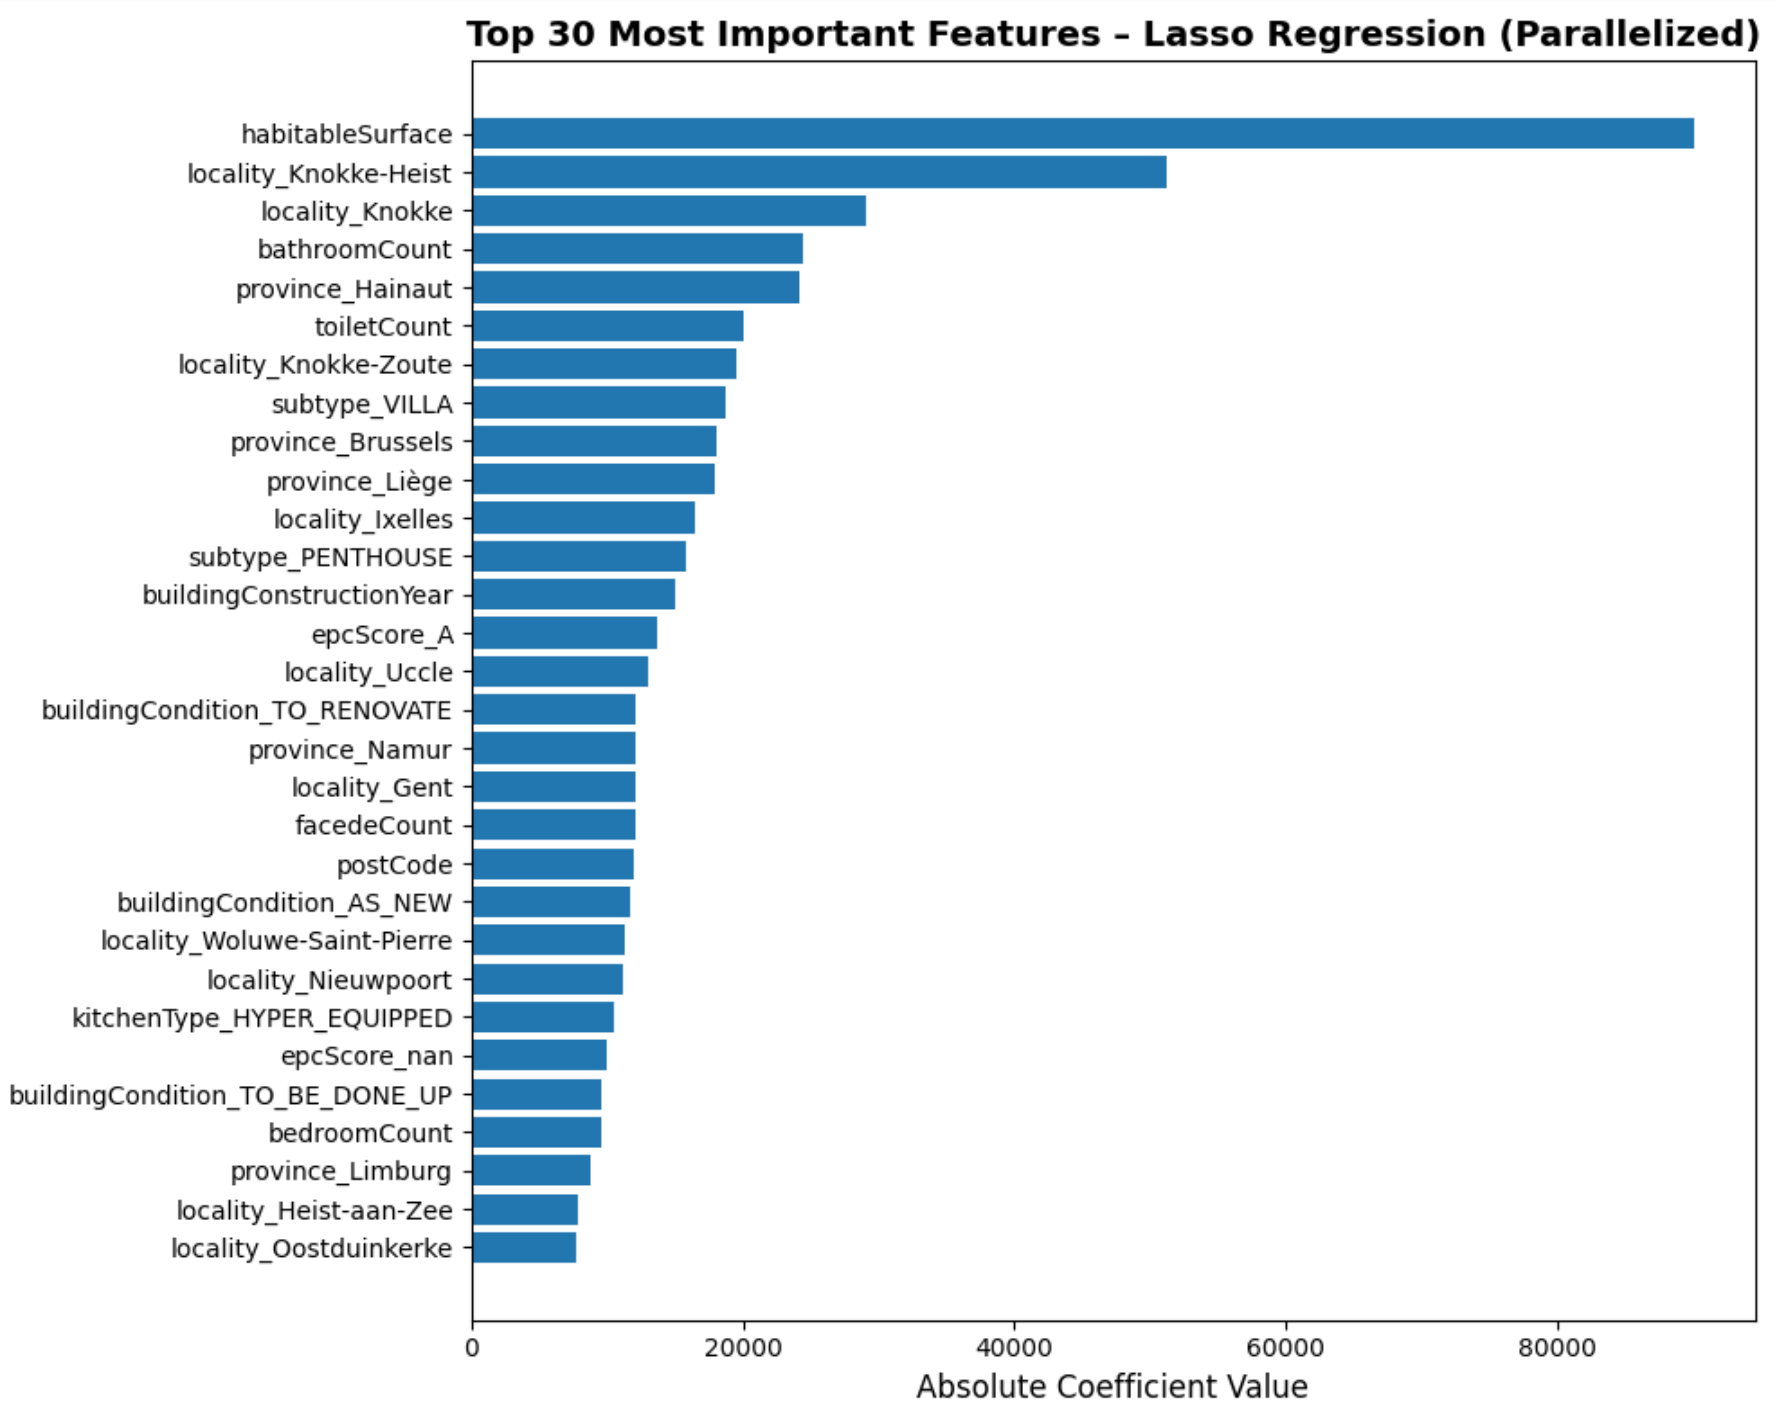 Top 30 Most Important Features – Lasso Regression (Parallelized)
habitableSurface
locality_Knokke-Heist
locality_Knokke
bathroomCount
province_Hainaut
toiletCount
locality_Knokke-Zoute
subtype_VILLA
province_Brussels
province_Liège
locality_Ixelles
subtype_PENTHOUSE
buildingConstructionYear
epcScore_A
locality_Uccle
buildingCondition_TO_RENOVATE
province_Namur
locality_Gent
facedeCount
postCode
buildingCondition_AS_NEW
locality_Woluwe-Saint-Pierre
locality_Nieuwpoort
kitchenType_HYPER_EQUIPPED
epcScore_nan
buildingCondition_TO_BE_DONE_UP
bedroomCount
province_Limburg
locality_Heist-aan-Zee
locality_Oostduinkerke
0 20000 40000 60000 80000
Absolute Coefficient Value